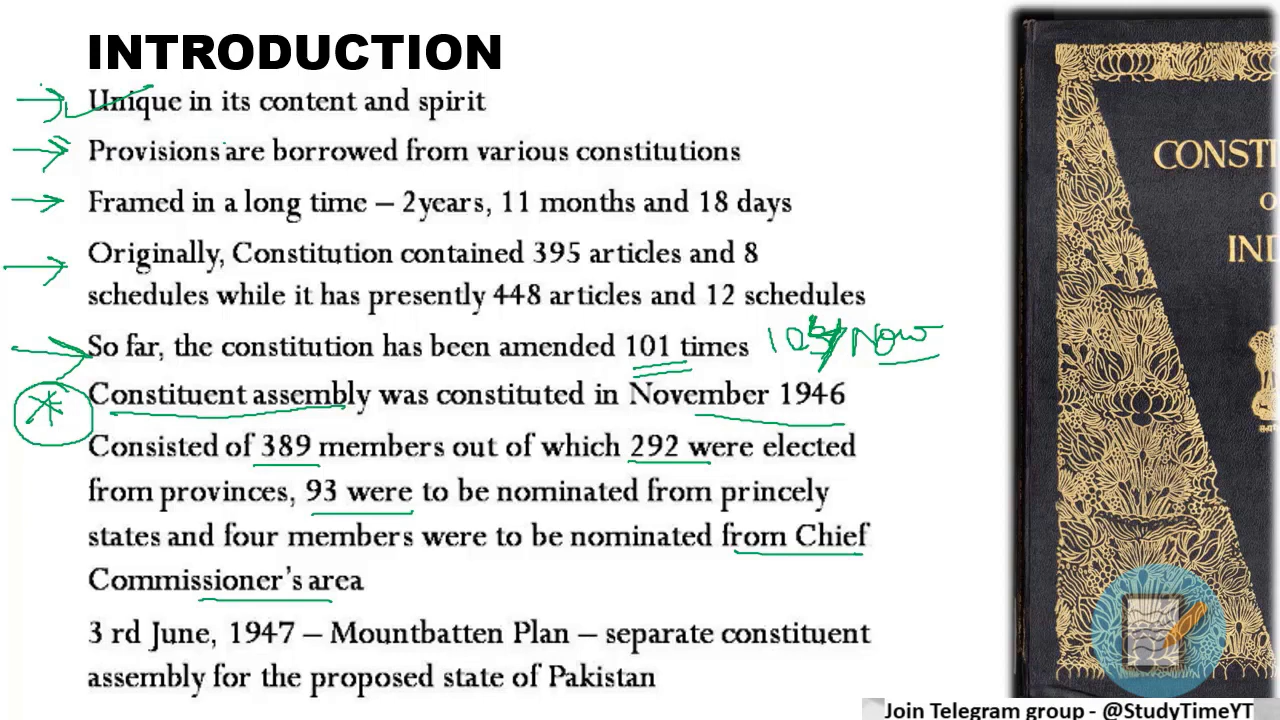 INTRODUCTION
Unique in its content and spirit
Provisions are borrowed from various constitutions
Framed in a long time – 2years, 11 months and 18 days
Originally, Constitution contained 395 articles and 8
schedules while it has presently 448 articles and 12 schedules
So far, the constitution has been amended 101 times
Now
Constituent assembly was constituted in November 1946
Consisted of 389 members out of which 292 were elected
from provinces, 93 were to be nominated from princely
states and four members were to be nominated from Chief
Commissioner's area
3 rd June, 1947 – Mountbatten Plan – separate constituent
assembly for the proposed state of Pakistan
CONSTI
O
IND
Join Telegram group - @StudyTimeYT